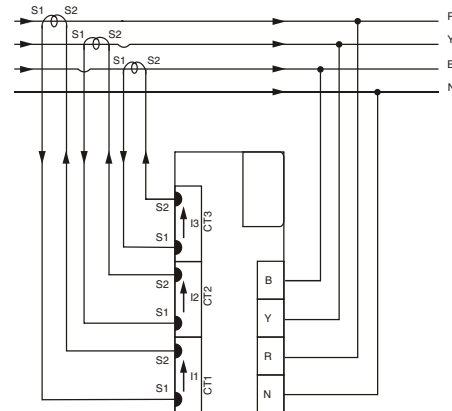 S1 S2 R
S1 S2 Y
S1 S2 B
N
S2
I3
CT3
S1
S2
I2
CT2
S1
S2
I1
CT1
S1
B
Y
R
N